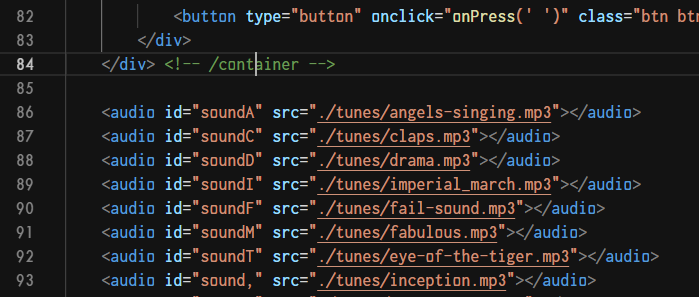 82 <button type="button" onclick="onPress(' ')" class="btn btn
83 </div>
84 </div> <!-- /container -->
85
86 <audio id="soundA" src="./tunes/angels-singing.mp3"></audio>
87 <audio id="soundC" src="./tunes/claps.mp3"></audio>
88 <audio id="soundD" src="./tunes/drama.mp3"></audio>
89 <audio id="soundI" src="./tunes/imperial_march.mp3"></audio>
90 <audio id="soundF" src="./tunes/fail-sound.mp3"></audio>
91 <audio id="soundM" src="./tunes/fabulous.mp3"></audio>
92 <audio id="soundT" src="./tunes/eye-of-the-tiger.mp3"></audio>
93 <audio id="sound," src="./tunes/inception.mp3"></audio>